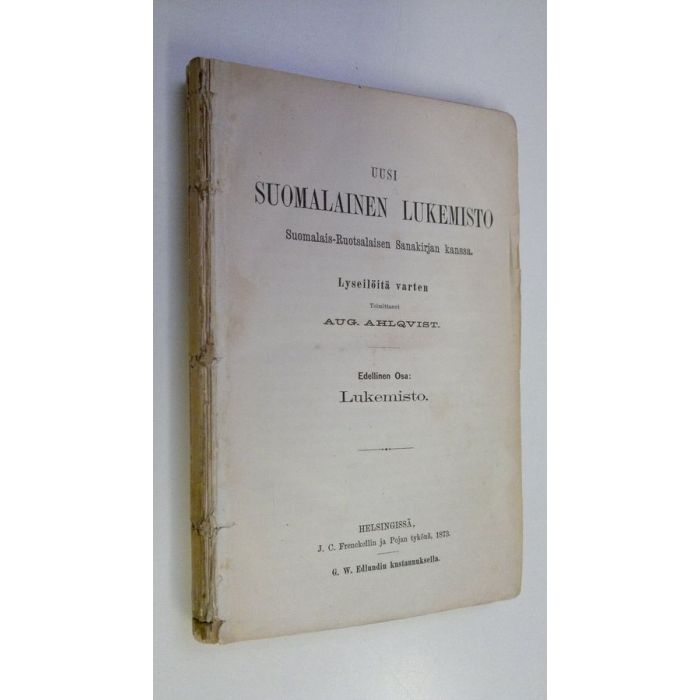 UUSI
SUOMALAINEN LUKEMISTO
Suomalais-Ruotsalaisen Sanakirjan kanssa.
Lyseilöitä varten
Toimittanut
AUG. AHLQVIST.
Edellinen Osa:
Lukemisto.
HELSINGISSÄ,
J. C. Frenckellin ja Pojan tykönä, 1873.
G. W. Edlundin kustannuksella.